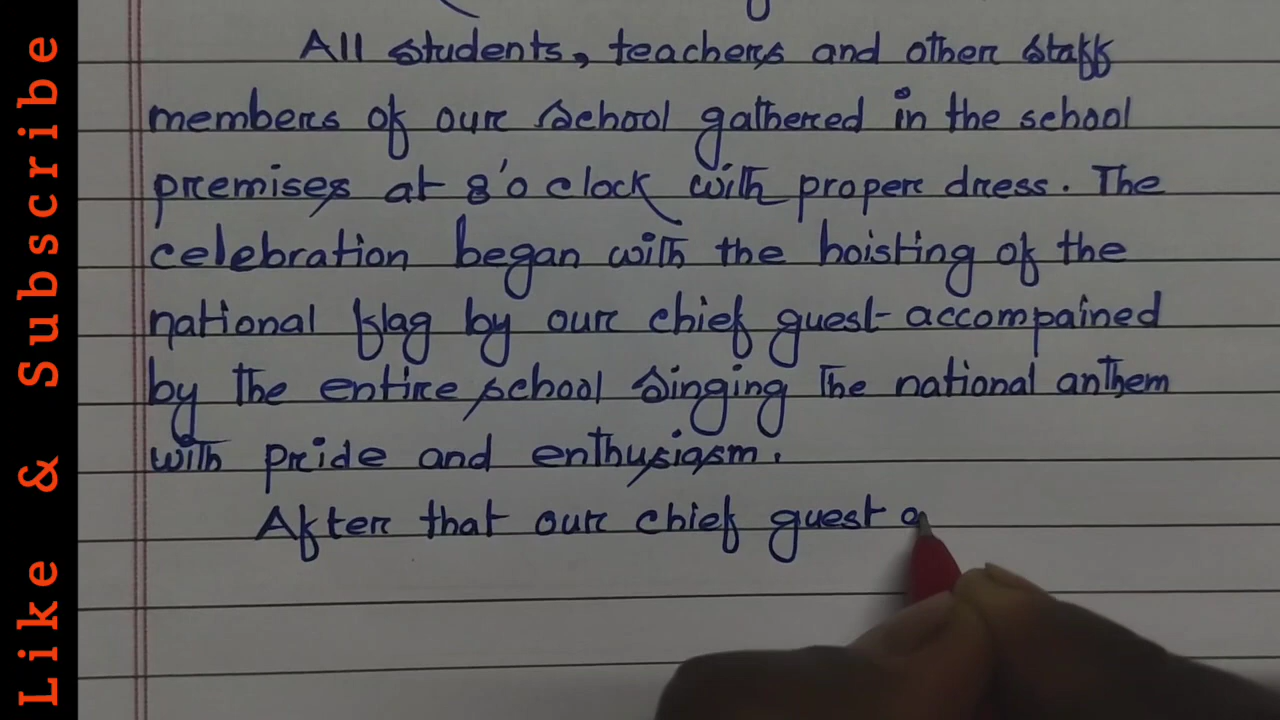 Like & Subscribe
All students, teachers and other staff
members of our school gathered in the school
premises at 8'o clock with proper dress. The
celebration began with the hoisting of the
national flag by our chief guest accompained
by the entire school singing the national anthem
with pride and enthusiasm.
After that our chief guest a